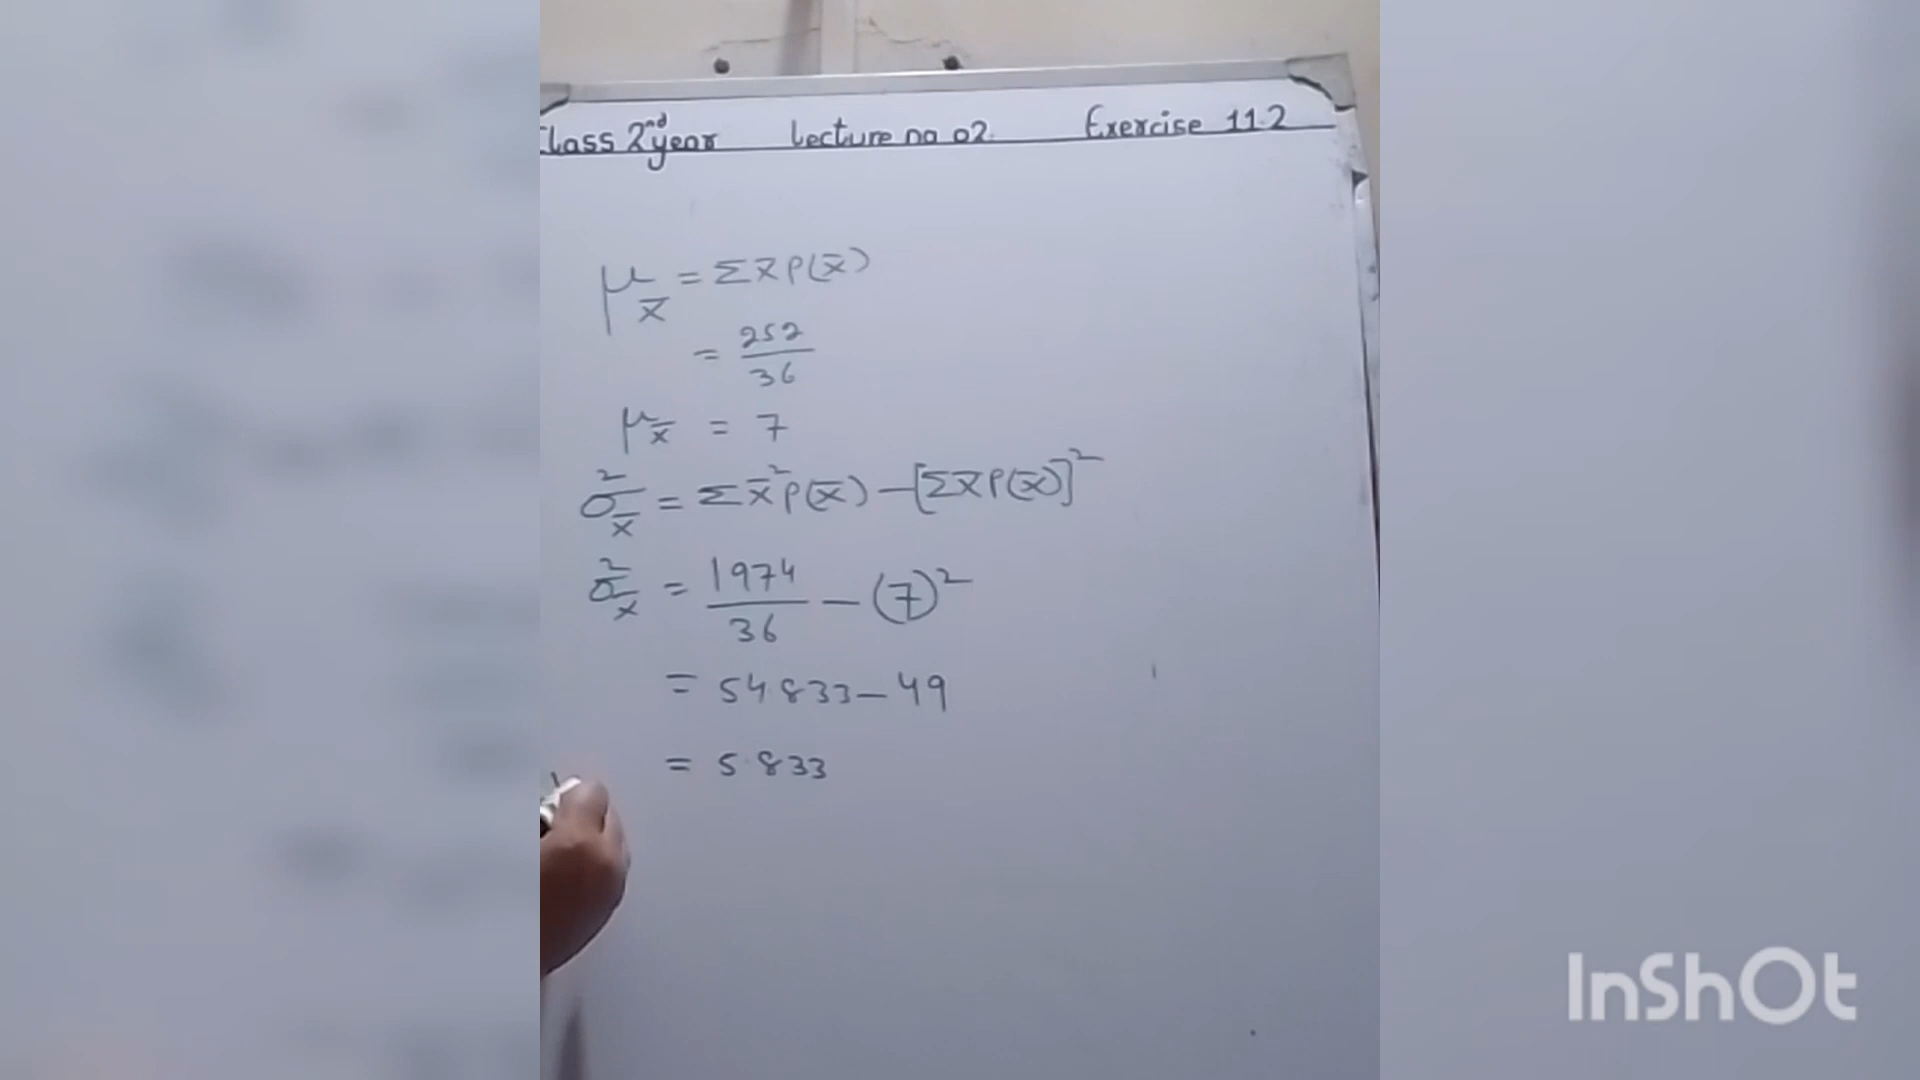 Class 2nd year Lecture no 02. Exercise 11.2
μx̄ = Σx̄P(x̄)
= 252/36
μx̄ = 7
σ²x̄ = Σx̄²P(x̄) – [Σx̄P(x̄)]²
σ²x̄ = 1974/36 – (7)²
= 54.833 – 49
= 5.833
InShOt